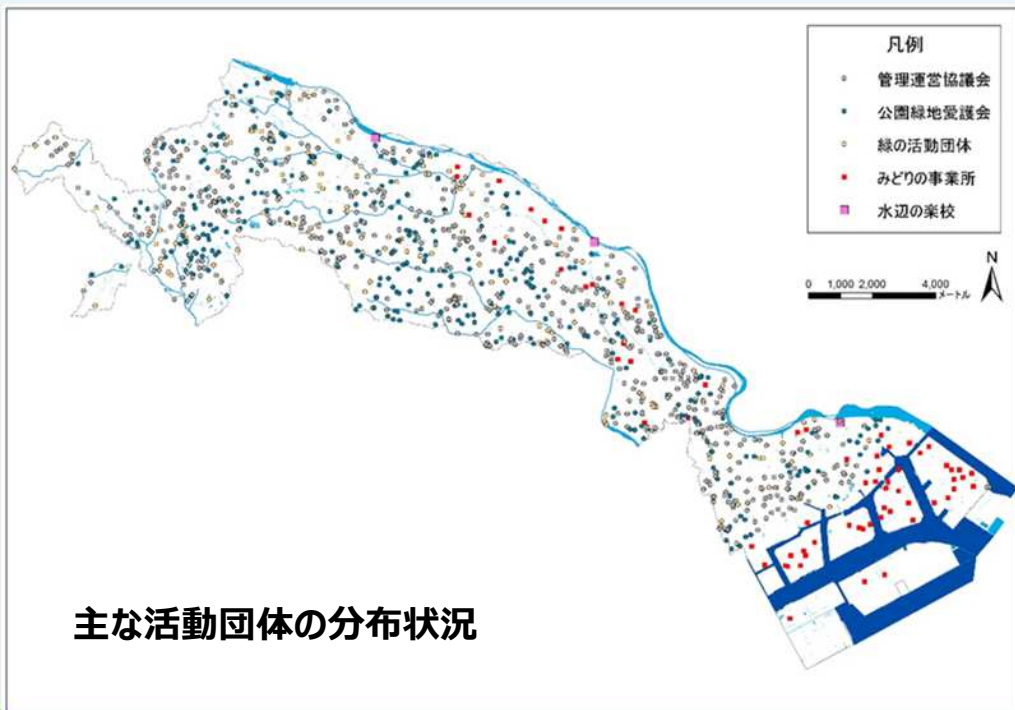 凡例
管理運営協議会
公園緑地愛護会
緑の活動団体
みどりの事業所
水辺の楽校
N
0 1,000 2,000 4,000
メートル
主な活動団体の分布状況